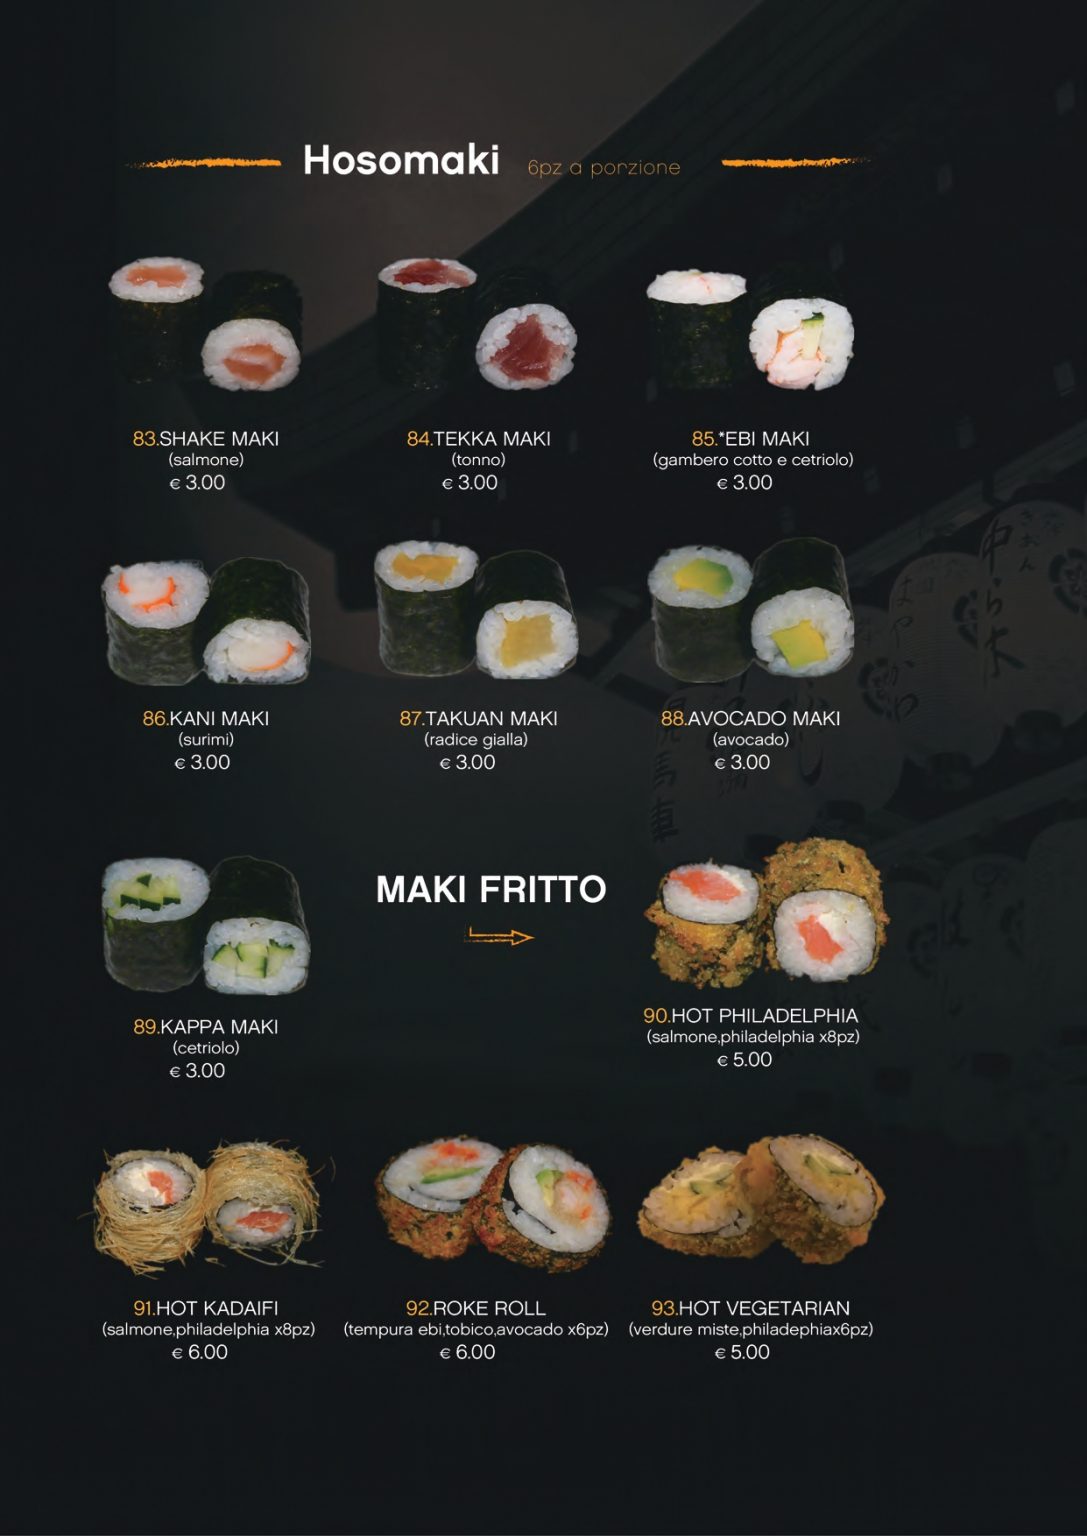 Hosomaki 6pz a porzione
83.SHAKE MAKI
(salmone)
€ 3.00
84.TEKKA MAKI
(tonno)
€ 3.00
85.*EBI MAKI
(gambero cotto e cetriolo)
€ 3.00
86.KANI MAKI
(surimi)
€ 3.00
87.TAKUAN MAKI
(radice gialla)
€ 3.00
88.AVOCADO MAKI
(avocado)
€ 3.00
89.KAPPA MAKI
(cetriolo)
€ 3.00
MAKI FRITTO
90.HOT PHILADELPHIA
(salmone,philadelphia x8pz)
€ 5.00
91.HOT KADAIFI
(salmone,philadelphia x8pz)
€ 6.00
92.ROKE ROLL
(tempura ebi,tobico,avocado x6pz)
€ 6.00
93.HOT VEGETARIAN
(verdure miste,philadephiax6pz)
€ 5.00